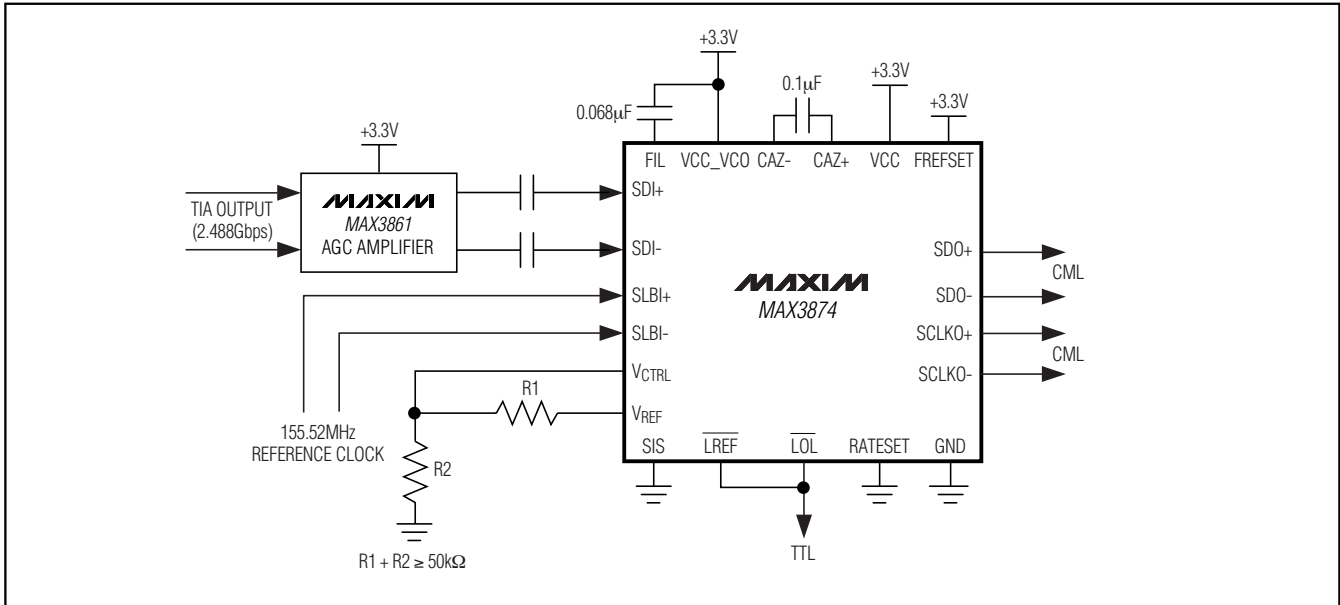 +3.3V
+3.3V
0.1μF
+3.3V
0.068μF
+3.3V
FIL VCC_VCO CAZ- CAZ+ VCC FREFSET
TIA OUTPUT
(2.488Gbps)
MAXIM
MAX3861
AGC AMPLIFIER
SDI+
SDI-
SLBI+
SLBI-
VCTRL
VREF
MAXIM
MAX3874
SDO+
SDO-
CML
SCLKO+
SCLKO-
CML
R1
155.52MHz
REFERENCE CLOCK
R2
SIS LREF LOL RATESET GND
TTL
R1 + R2 ≥ 50kΩ